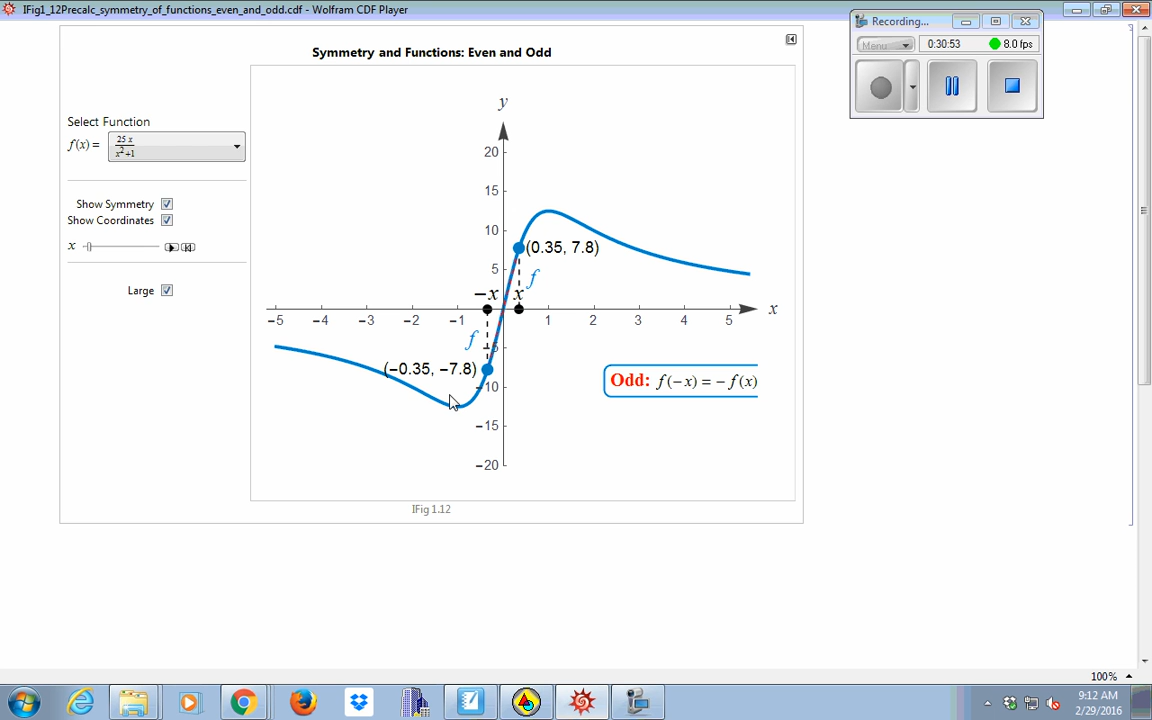 IFig1_12Precalc_symmetry_of_functions_even_and_odd.cdf - Wolfram CDF Player
Recording...
Menu
0:30:53
8.0 fps
Symmetry and Functions: Even and Odd
Select Function
f(x) = 25 x / x²+1
Show Symmetry
Show Coordinates
x
Large
y
20
15
10
5
(0.35, 7.8)
f
−x x
−5 −4 −3 −2 −1 1 2 3 4 5 x
f
−5
(−0.35, −7.8)
−10
Odd: f(−x) = − f(x)
−15
−20
IFig 1.12
100%
9:12 AM
2/29/2016